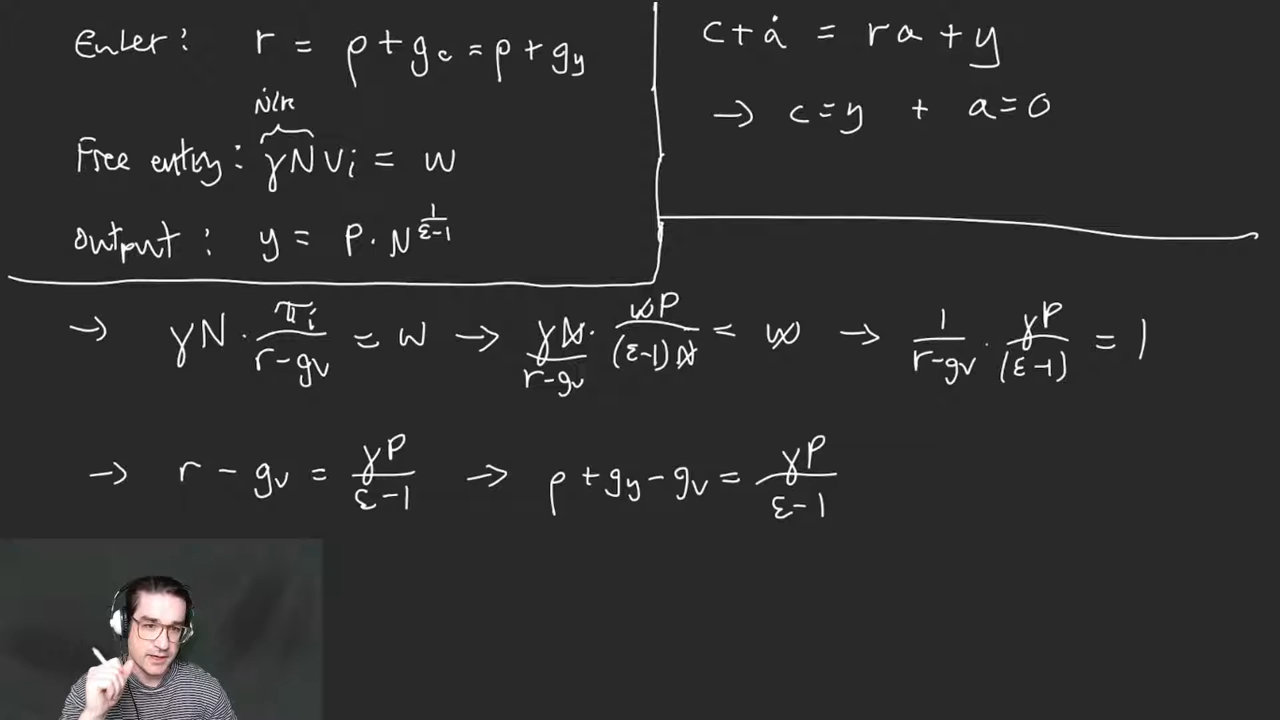 Euler: r = ρ + g_c = ρ + g_y
Ṅ/N
Free entry: γN v_i = w
Output: y = P · N^{1/(ε-1)}
c + ȧ = ra + y
→ c = y + a = 0
→ γN · π_i/(r - g_v) = w → γN/(r - g_v) · wP/((ε-1)N) = w → 1/(r - g_v) · γP/(ε-1) = 1
→ r - g_v = γP/(ε-1) → ρ + g_y - g_v = γP/(ε-1)